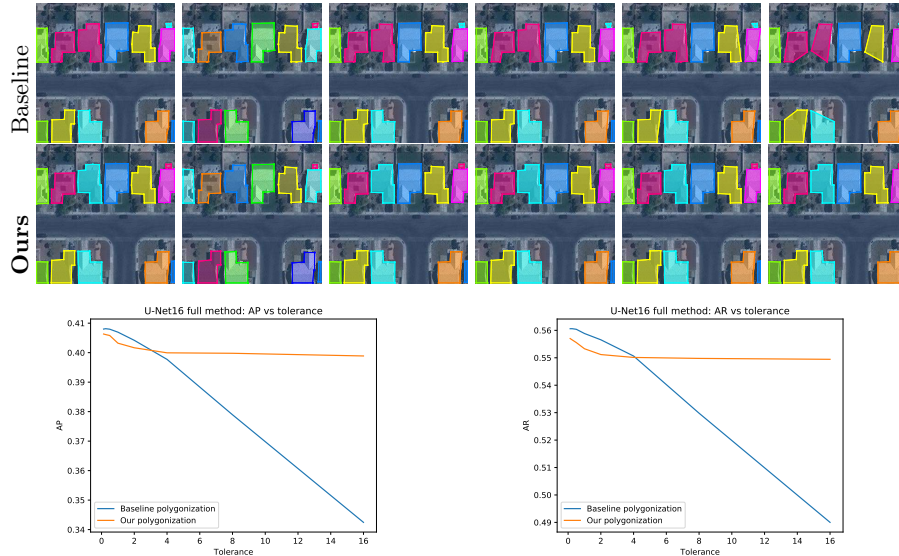 Baseline
Ours
U-Net16 full method: AP vs tolerance
0.41
0.40
0.39
0.38
0.37
0.36
0.35
0.34
AP
0 2 4 6 8 10 12 14 16
Tolerance
Baseline polygonization
Our polygonization
U-Net16 full method: AR vs tolerance
0.56
0.55
0.54
0.53
0.52
0.51
0.50
0.49
AR
0 2 4 6 8 10 12 14 16
Tolerance
Baseline polygonization
Our polygonization